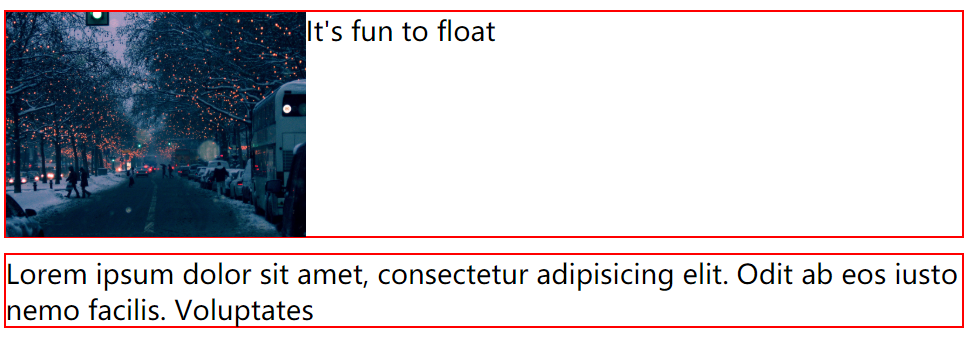 It's fun to float
Lorem ipsum dolor sit amet, consectetur adipisicing elit. Odit ab eos iusto
nemo facilis. Voluptates